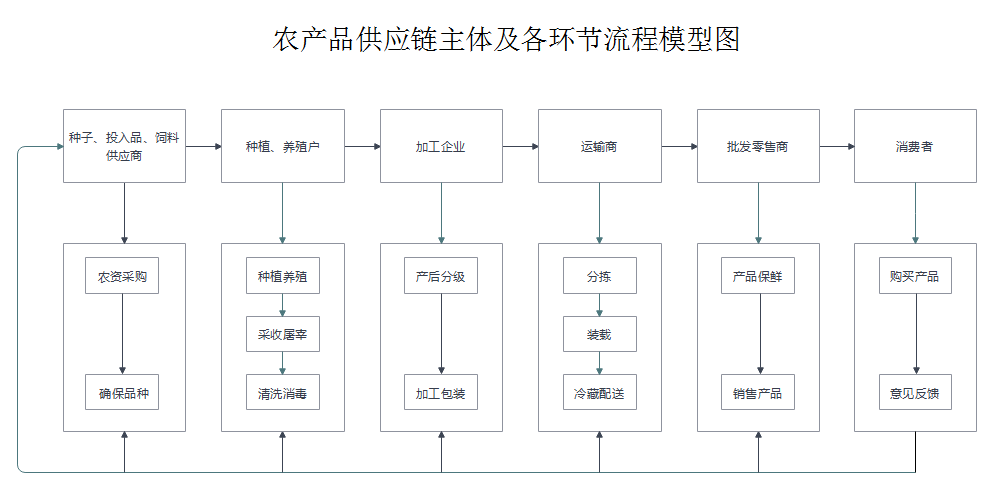 农产品供应链主体及各环节流程模型图
种子、投入品、饲料
供应商
种植、养殖户
加工企业
运输商
批发零售商
消费者
农资采购
确保品种
种植养殖
采收屠宰
清洗消毒
产后分级
加工包装
分拣
装载
冷藏配送
产品保鲜
销售产品
购买产品
意见反馈